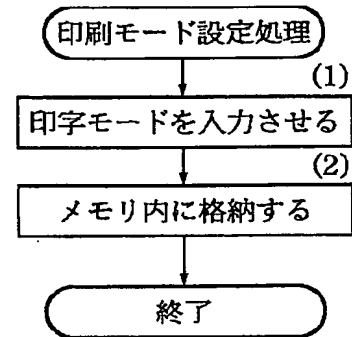 印刷モード設定処理
(1)
印字モードを入力させる
(2)
メモリ内に格納する
終了